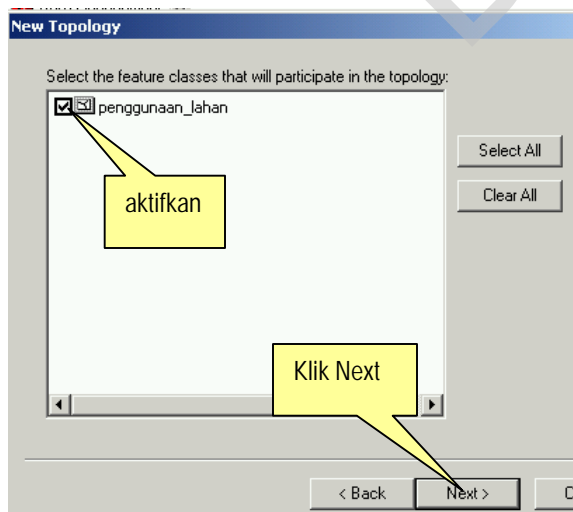 New Topology
Select the feature classes that will participate in the topology:
penggunaan_lahan
Select All
aktifkan
Clear All
Klik Next
< Back
Next >